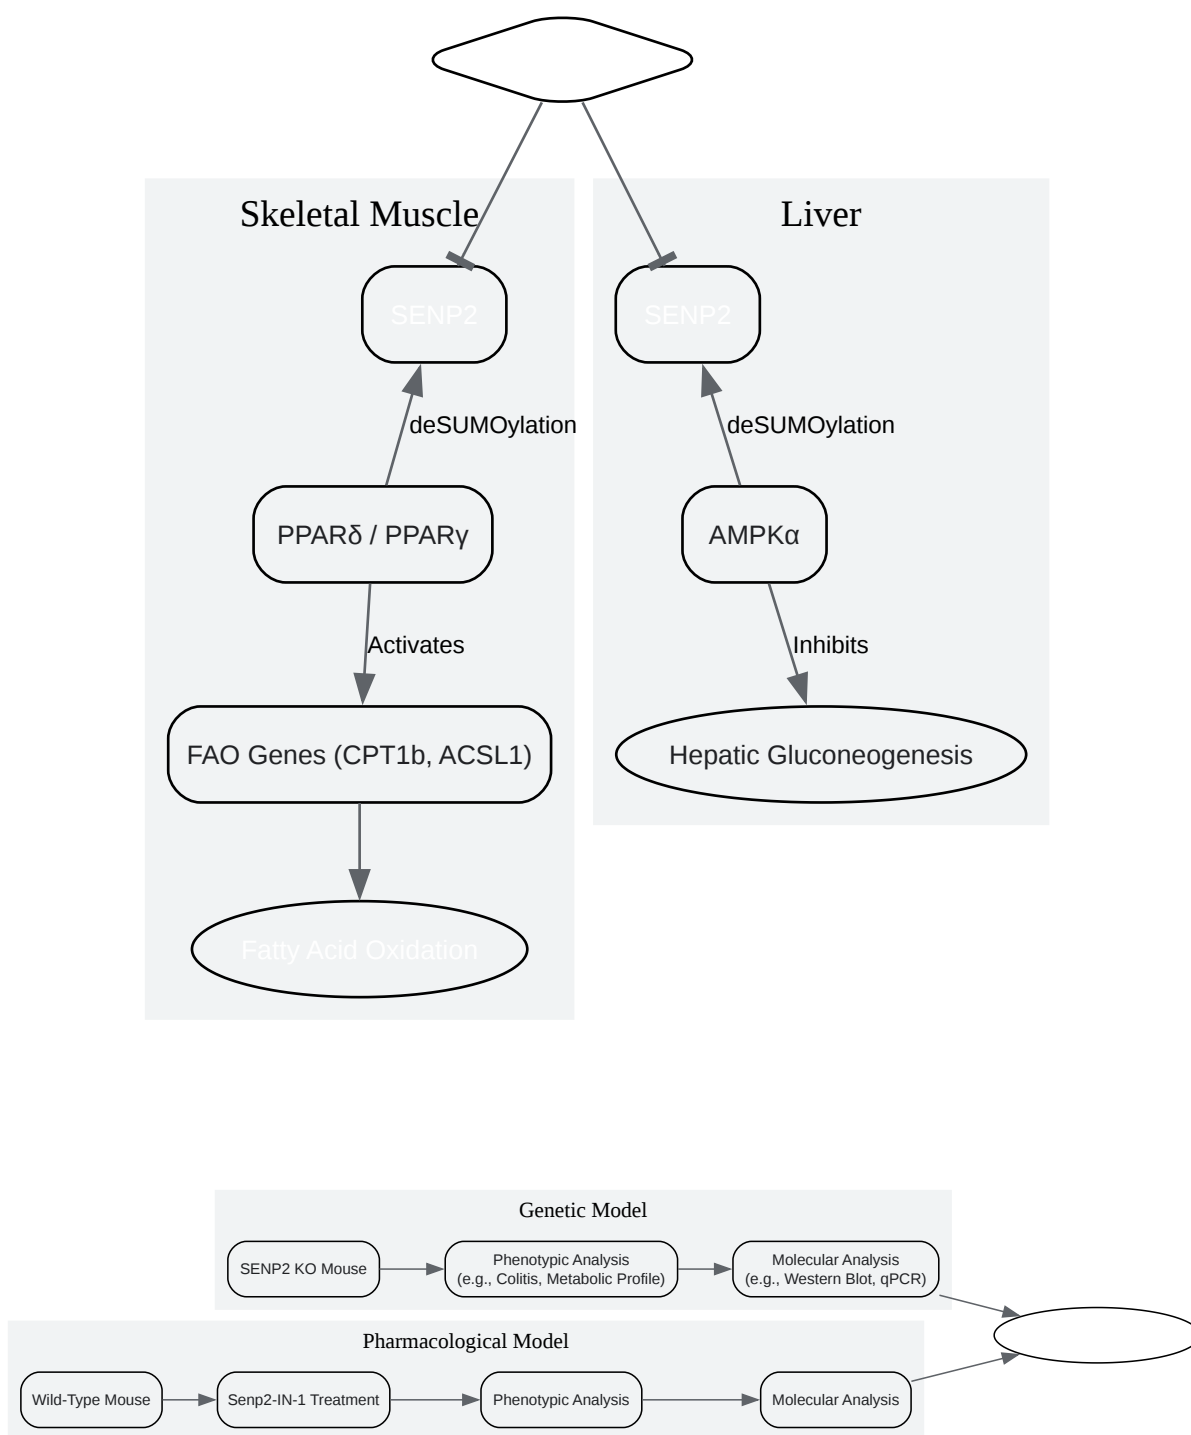 Skeletal Muscle
Liver
SENP2
SENP2
deSUMOylation
deSUMOylation
PPARδ / PPARγ
AMPKα
Activates
Inhibits
FAO Genes (CPT1b, ACSL1)
Hepatic Gluconeogenesis
Fatty Acid Oxidation
Genetic Model
SENP2 KO Mouse
Phenotypic Analysis
(e.g., Colitis, Metabolic Profile)
Molecular Analysis
(e.g., Western Blot, qPCR)
Pharmacological Model
Wild-Type Mouse
Senp2-IN-1 Treatment
Phenotypic Analysis
Molecular Analysis